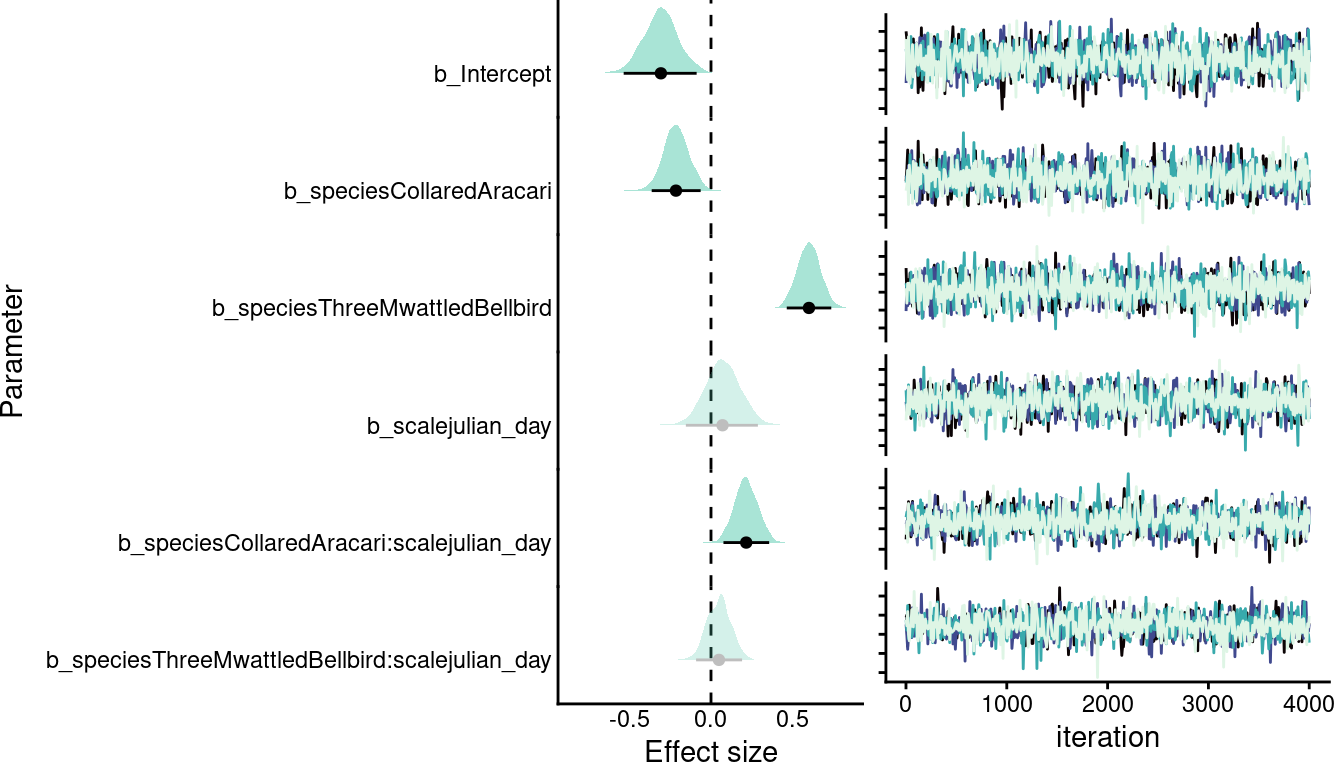 Parameter
b_Intercept
b_speciesCollaredAracari
b_speciesThreeMwattledBellbird
b_scalejulian_day
b_speciesCollaredAracari:scalejulian_day
b_speciesThreeMwattledBellbird:scalejulian_day
-0.5 0.0 0.5
Effect size
0 1000 2000 3000 4000
iteration